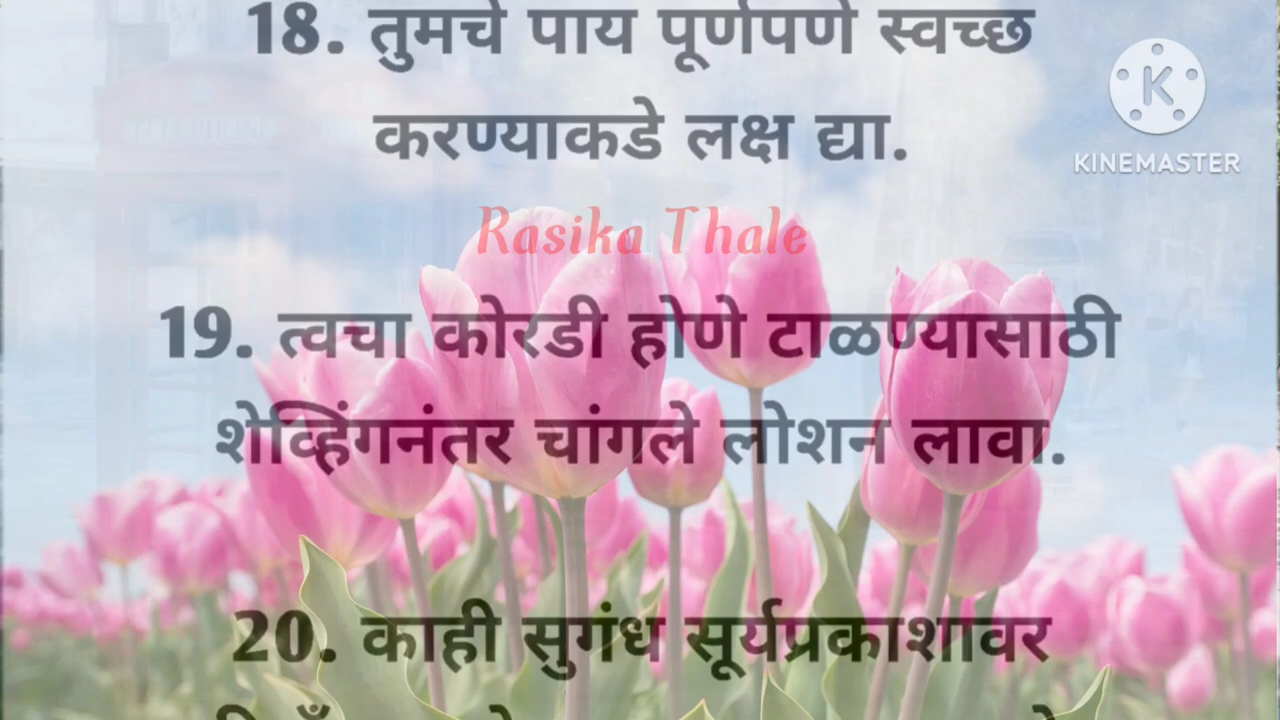 18. तुमचे पाय पूर्णपणे स्वच्छ
करण्याकडे लक्ष द्या.
KINEMASTER
Rasika Thale
19. त्वचा कोरडी होणे टाळण्यासाठी
शेव्हिंगनंतर चांगले लोशन लावा.
20. काही सुगंध सूर्यप्रकाशावर